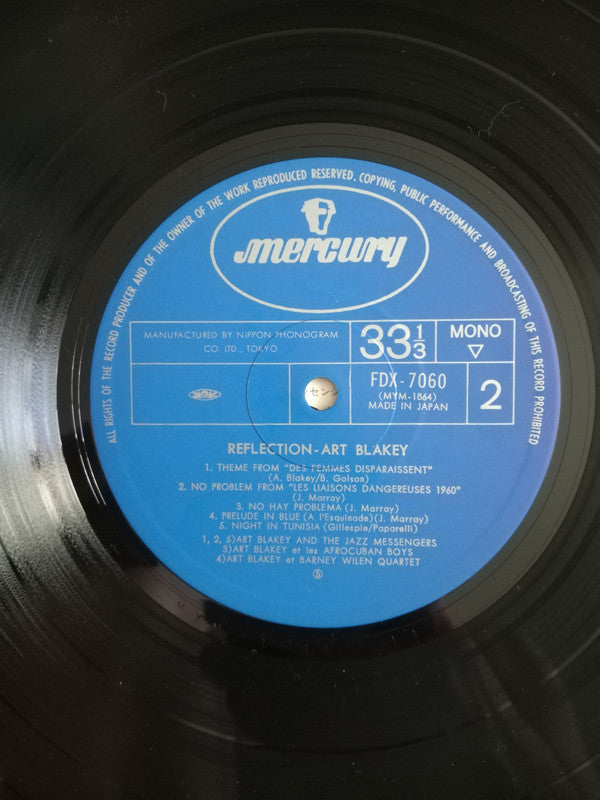 ALL RIGHTS OF THE RECORD PRODUCER AND OF THE OWNER OF THE WORK REPRODUCED RESERVED. COPYING, PUBLIC PERFORMANCE AND BROADCASTING OF THIS RECORD PROHIBITED
mercury
MANUFACTURED BY NIPPON PHONOGRAM
CO. LTD., TOKYO
33 1/3
MONO
▽
FDX-7060
(MYM-1864)
MADE IN JAPAN
2
JASRAC
センシ
REFLECTION-ART BLAKEY
1. THEME FROM "DES FEMMES DISPARAISSENT"
(A. Blakey/B. Golson)
2. NO PROBLEM FROM "LES LIAISONS DANGEREUSES 1960"
(J. Marray)
3. NO HAY PROBLEMA (J. Marray)
4. PRELUDE IN BLUE (A l'Esquinade)(J. Marray)
5. NIGHT IN TUNISIA (Gillespie/Paparelli)
1, 2, 5)ART BLAKEY AND THE JAZZ MESSENGERS
3)ART BLAKEY et les AFROCUBAN BOYS
4)ART BLAKEY et BARNEY WILEN QUARTET